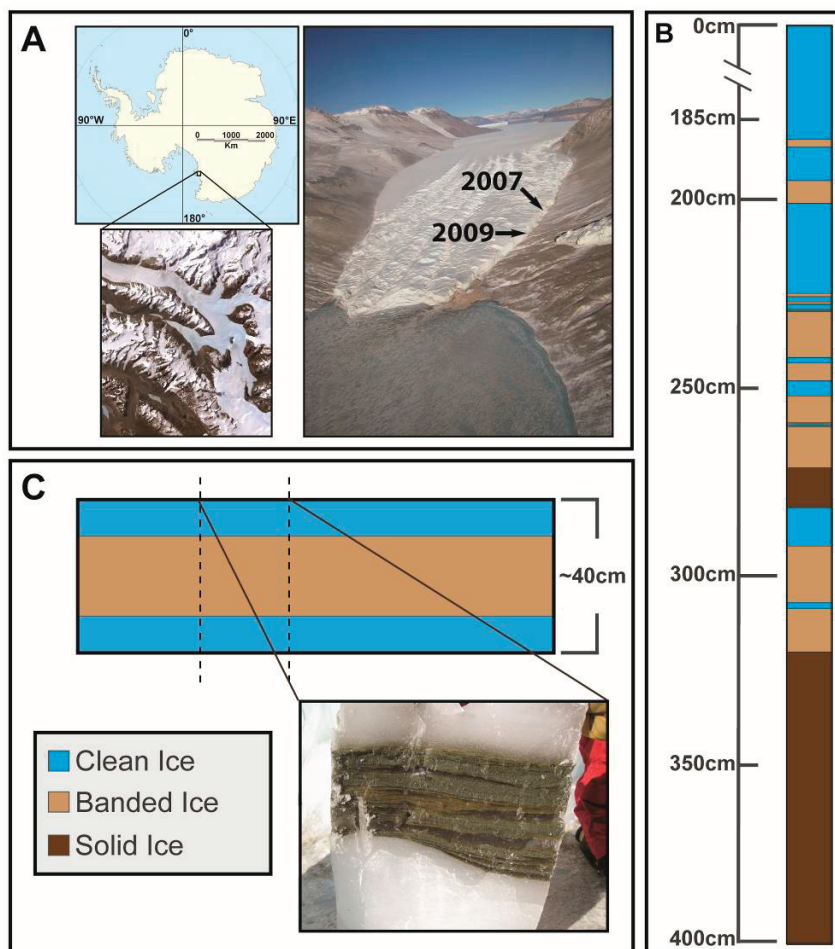 A
0°
90°W
90°E
0 1000 2000
Km
180°
2007
2009
B
0cm
185cm
200cm
250cm
300cm
350cm
400cm
C
~40cm
Clean Ice
Banded Ice
Solid Ice